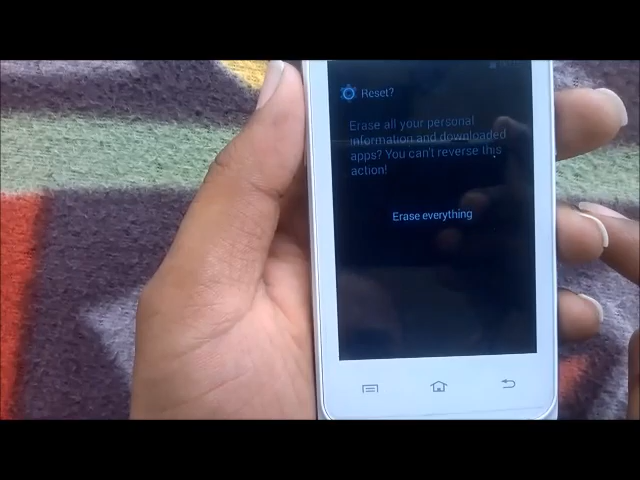 Reset?
Erase all your personal
information and downloaded
apps? You can't reverse this
action!
Erase everything